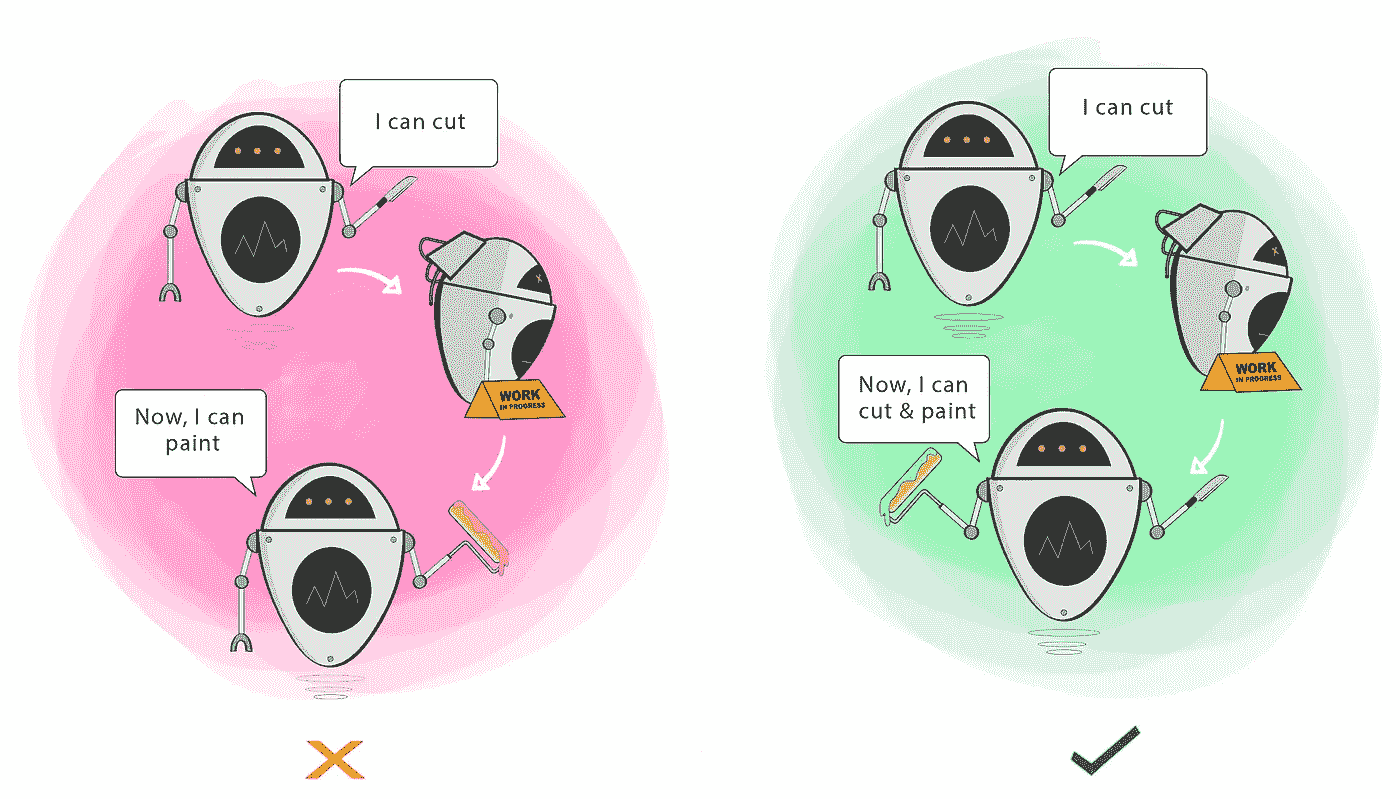 I can cut
WORK
IN PROGRESS
Now, I can
paint
I can cut
WORK
IN PROGRESS
Now, I can
cut & paint